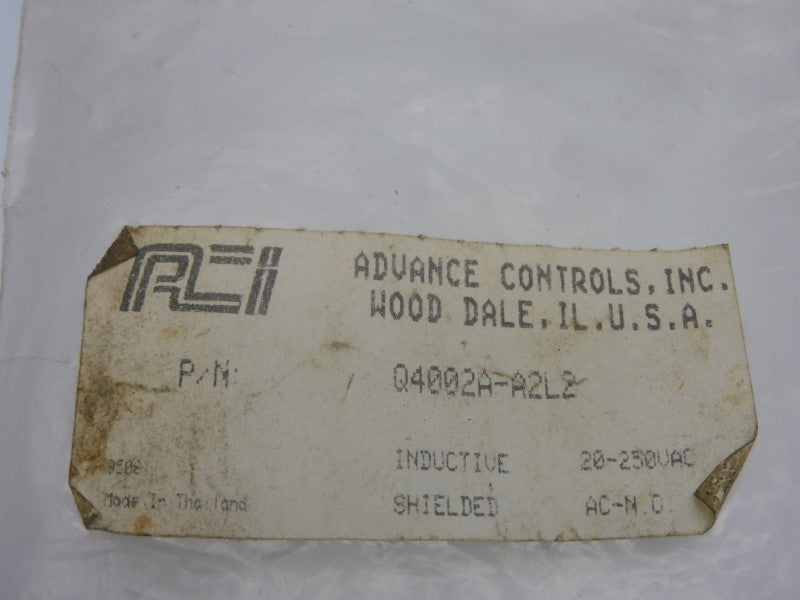 ACI
ADVANCE CONTROLS, INC.
WOOD DALE, IL. U.S.A.
P/N: Q4002A-A2L2
INDUCTIVE 20-250VAC
SHIELDED AC-N.O.
Made In Thailand